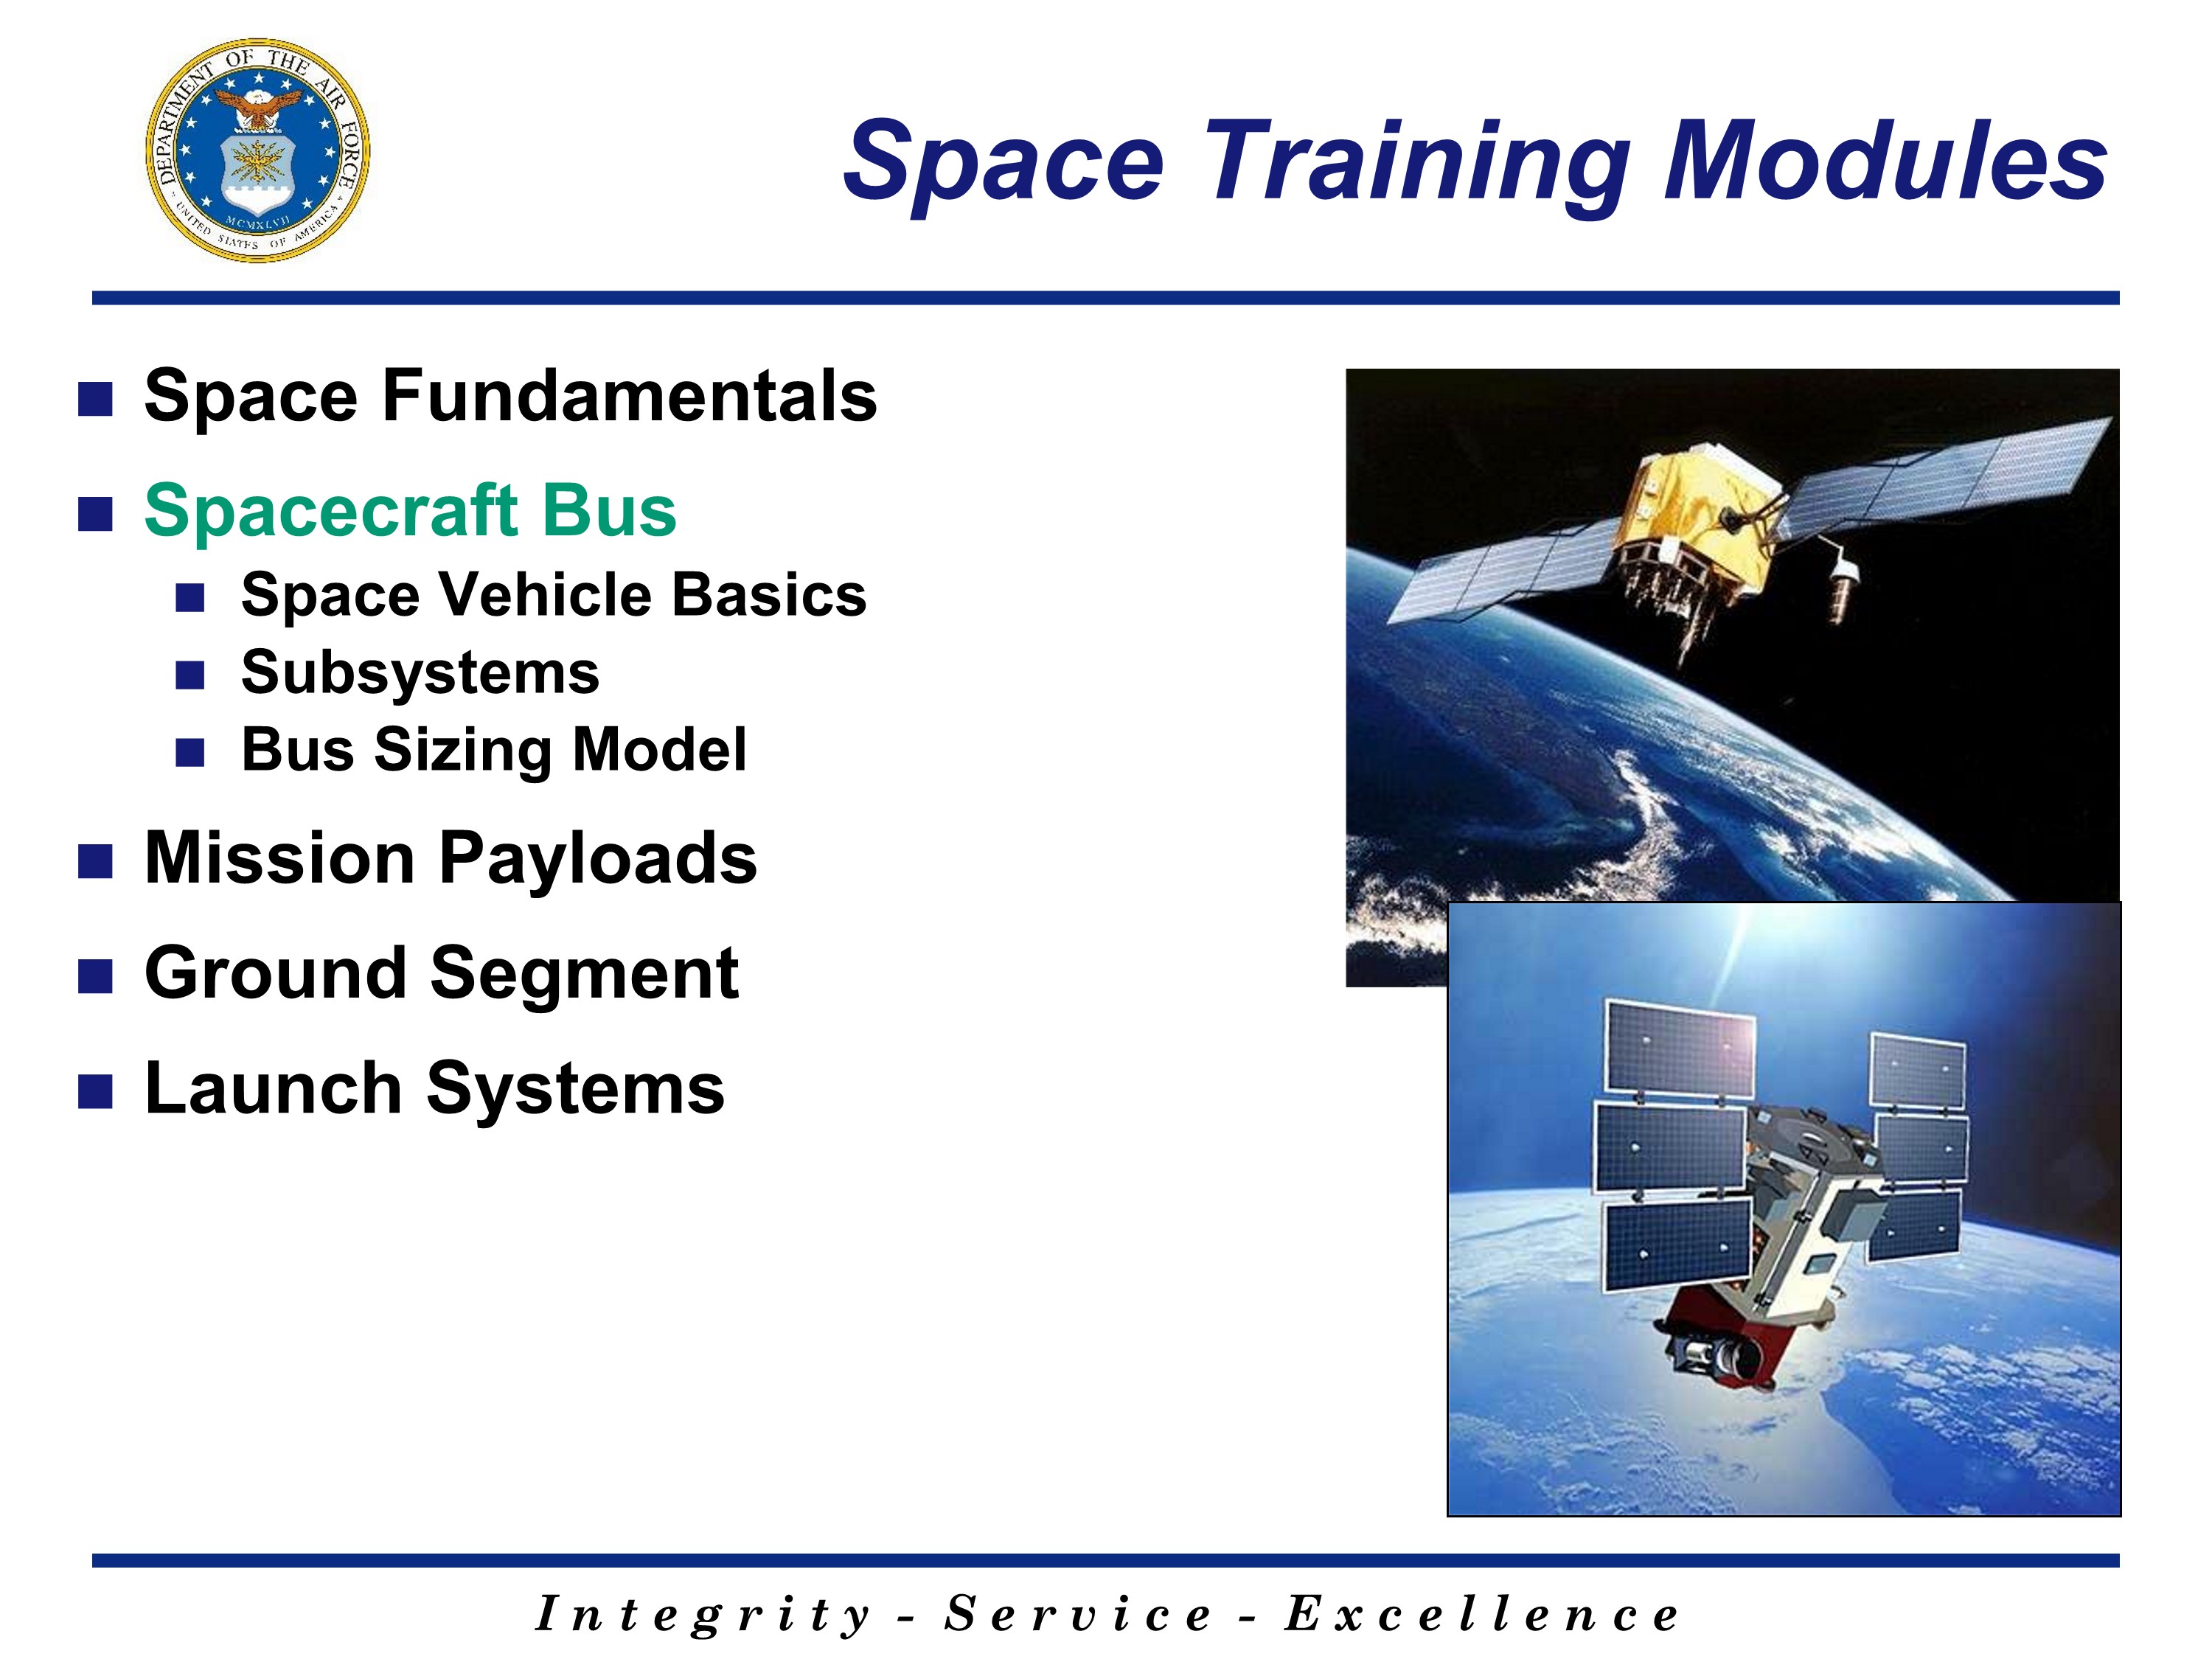 DEPARTMENT OF THE AIR FORCE
UNITED STATES OF AMERICA
MCMXLVII
Space Training Modules
Space Fundamentals
Spacecraft Bus
Space Vehicle Basics
Subsystems
Bus Sizing Model
Mission Payloads
Ground Segment
Launch Systems
Integrity - Service - Excellence